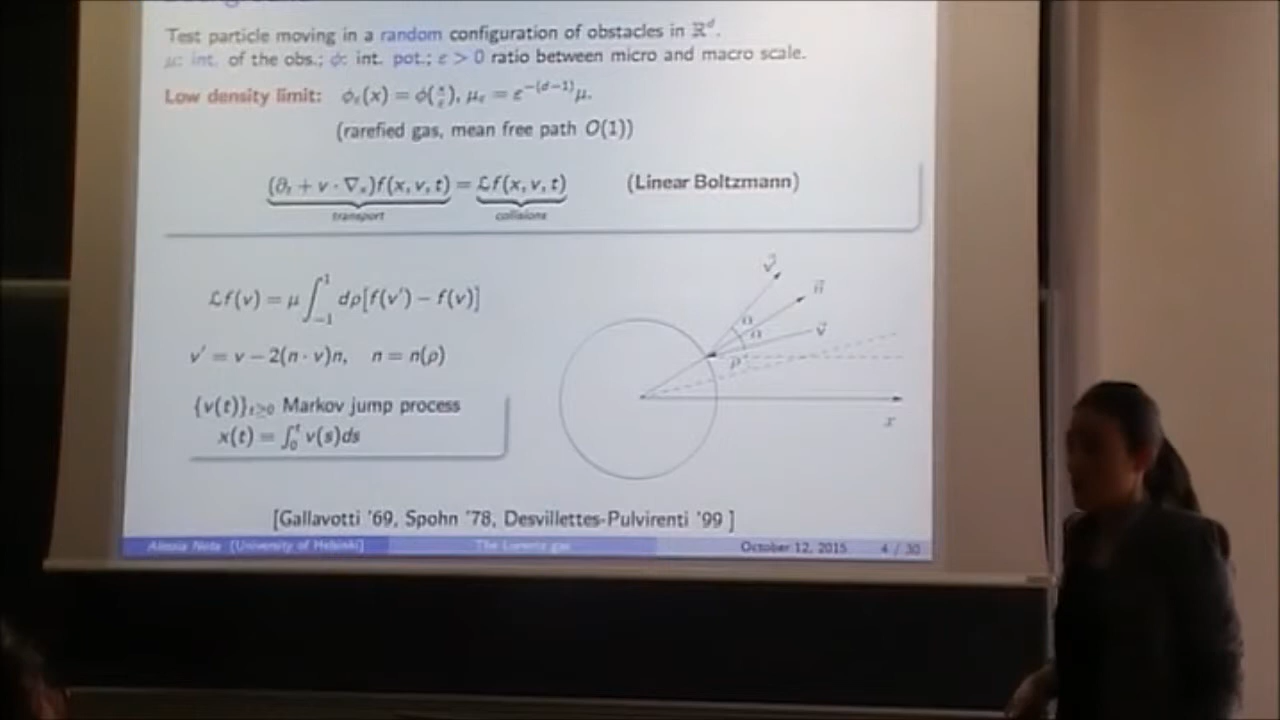 Test particle moving in a random configuration of obstacles in ℝᵈ.
μ: int. of the obs.; ϕ: int. pot.; ε > 0 ratio between micro and macro scale.
Low density limit: ϕ_ε(x) = ϕ(x/ε), μ_ε = ε^{-(d-1)}μ.
(rarefied gas, mean free path O(1))
(∂_t + v · ∇_x)f(x, v, t) = ℒf(x, v, t) (Linear Boltzmann)
transport collisions
ℒf(v) = μ ∫_{-1}^{1} dρ[f(v′) − f(v)]
v′ = v − 2(n · v)n, n = n(ρ)
{v(t)}_{t≥0} Markov jump process
x(t) = ∫_0^t v(s)ds
v⃗′
n⃗
α
α
v⃗
ρ
x
[Gallavotti '69, Spohn '78, Desvillettes-Pulvirenti '99 ]
Alessia Nota (University of Helsinki) The Lorentz gas October 12, 2015 4 / 30